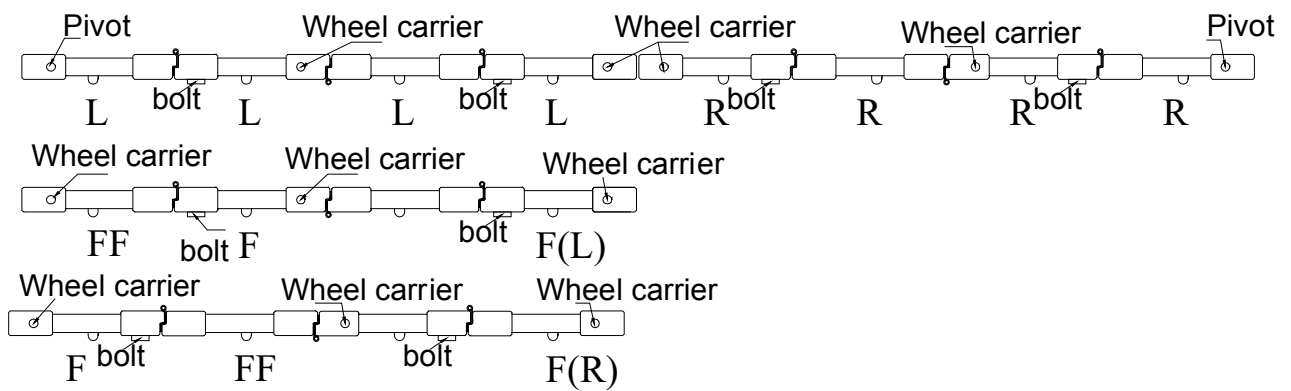 Pivot Wheel carrier Wheel carrier Wheel carrier Pivot
bolt bolt bolt bolt
L L L L R R R R
Wheel carrier Wheel carrier Wheel carrier
bolt bolt
FF F F(L)
Wheel carrier Wheel carrier Wheel carrier
bolt bolt
F FF F(R)